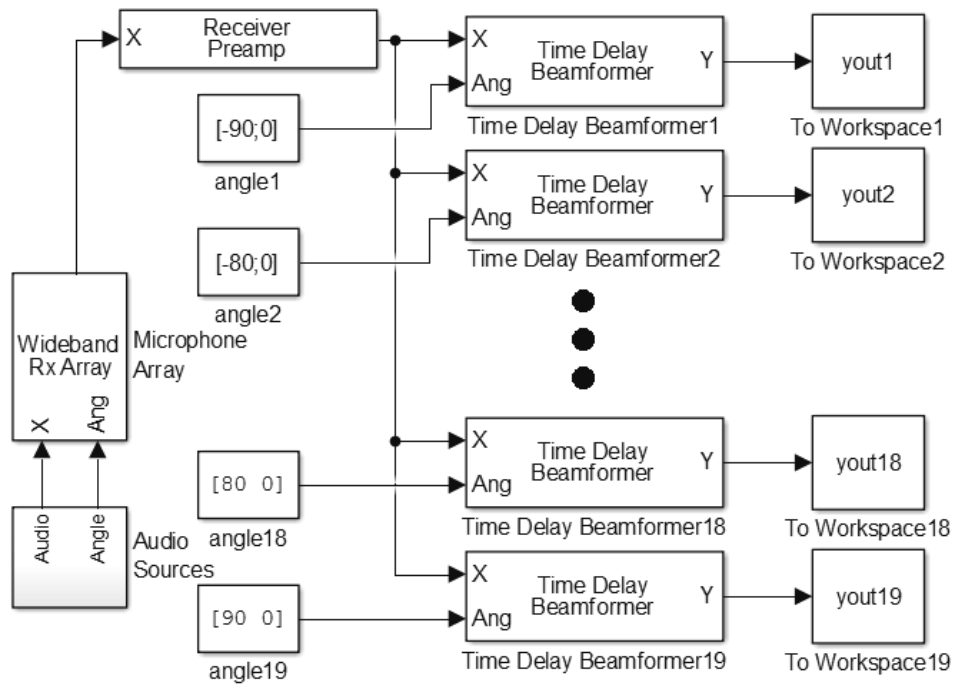 X
Receiver
Preamp
X
Ang
Time Delay
Beamformer
Y
yout1
Time Delay Beamformer1
To Workspace1
[-90;0]
angle1
X
Ang
Time Delay
Beamformer
Y
yout2
Time Delay Beamformer2
To Workspace2
[-80;0]
angle2
Wideband
Rx Array
X
Ang
Microphone
Array
Audio
Angle
Audio
Sources
X
Ang
Time Delay
Beamformer
Y
yout18
Time Delay Beamformer18
To Workspace18
[80 0]
angle18
X
Ang
Time Delay
Beamformer
Y
yout19
Time Delay Beamformer19
To Workspace19
[90 0]
angle19